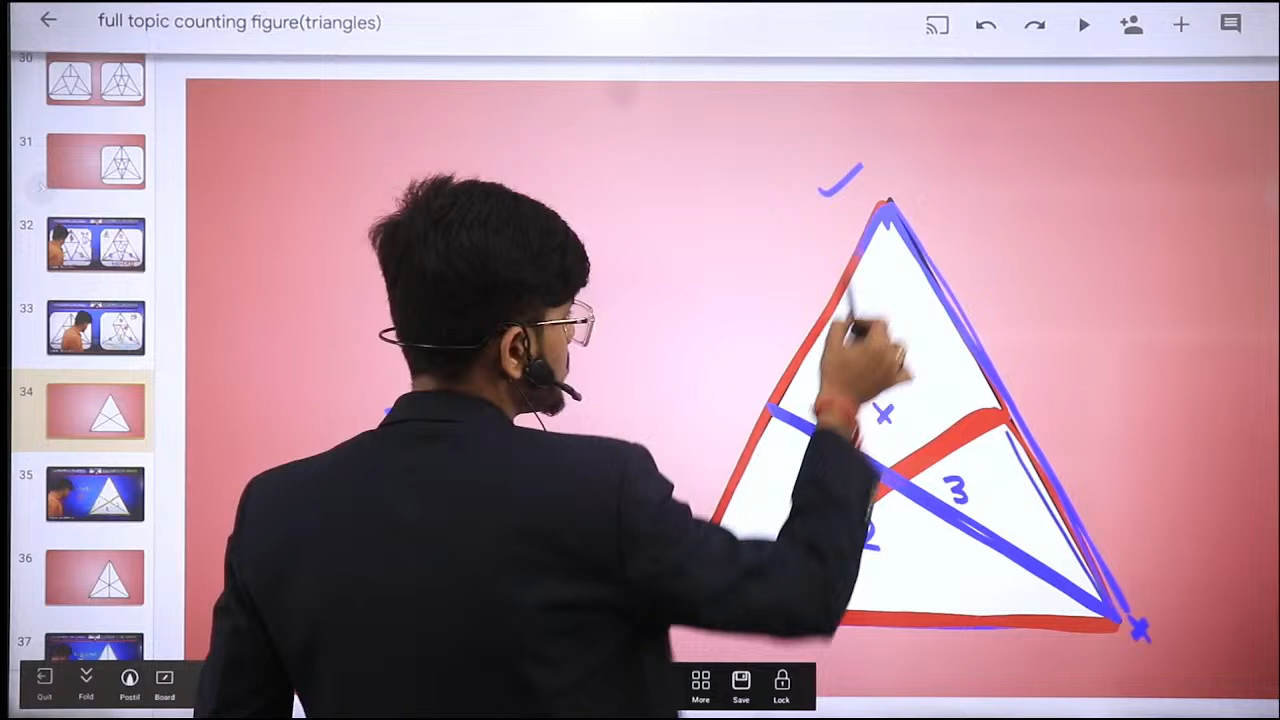 full topic counting figure(triangles)
30
31
32
33
34
35
36
37
3
2
Quit
Fold
Postil
Board
More
Save
Lock